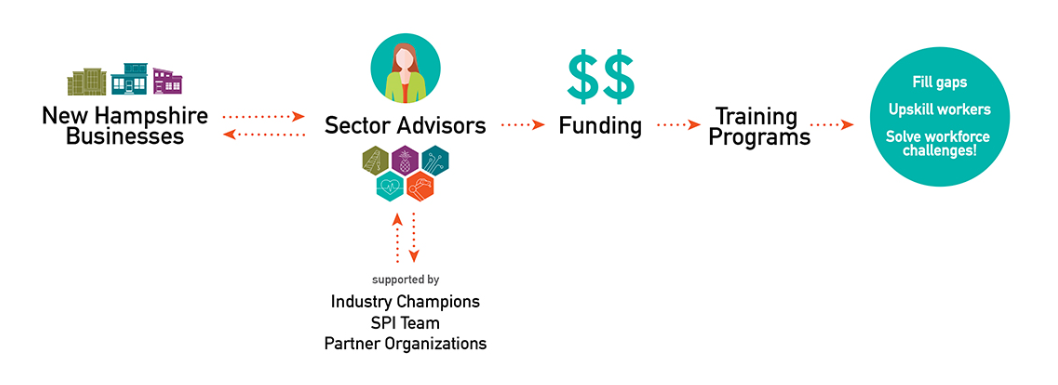 New Hampshire
Businesses
Sector Advisors
$$
Funding
Training
Programs
Fill gaps
Upskill workers
Solve workforce
challenges!
supported by
Industry Champions
SPI Team
Partner Organizations